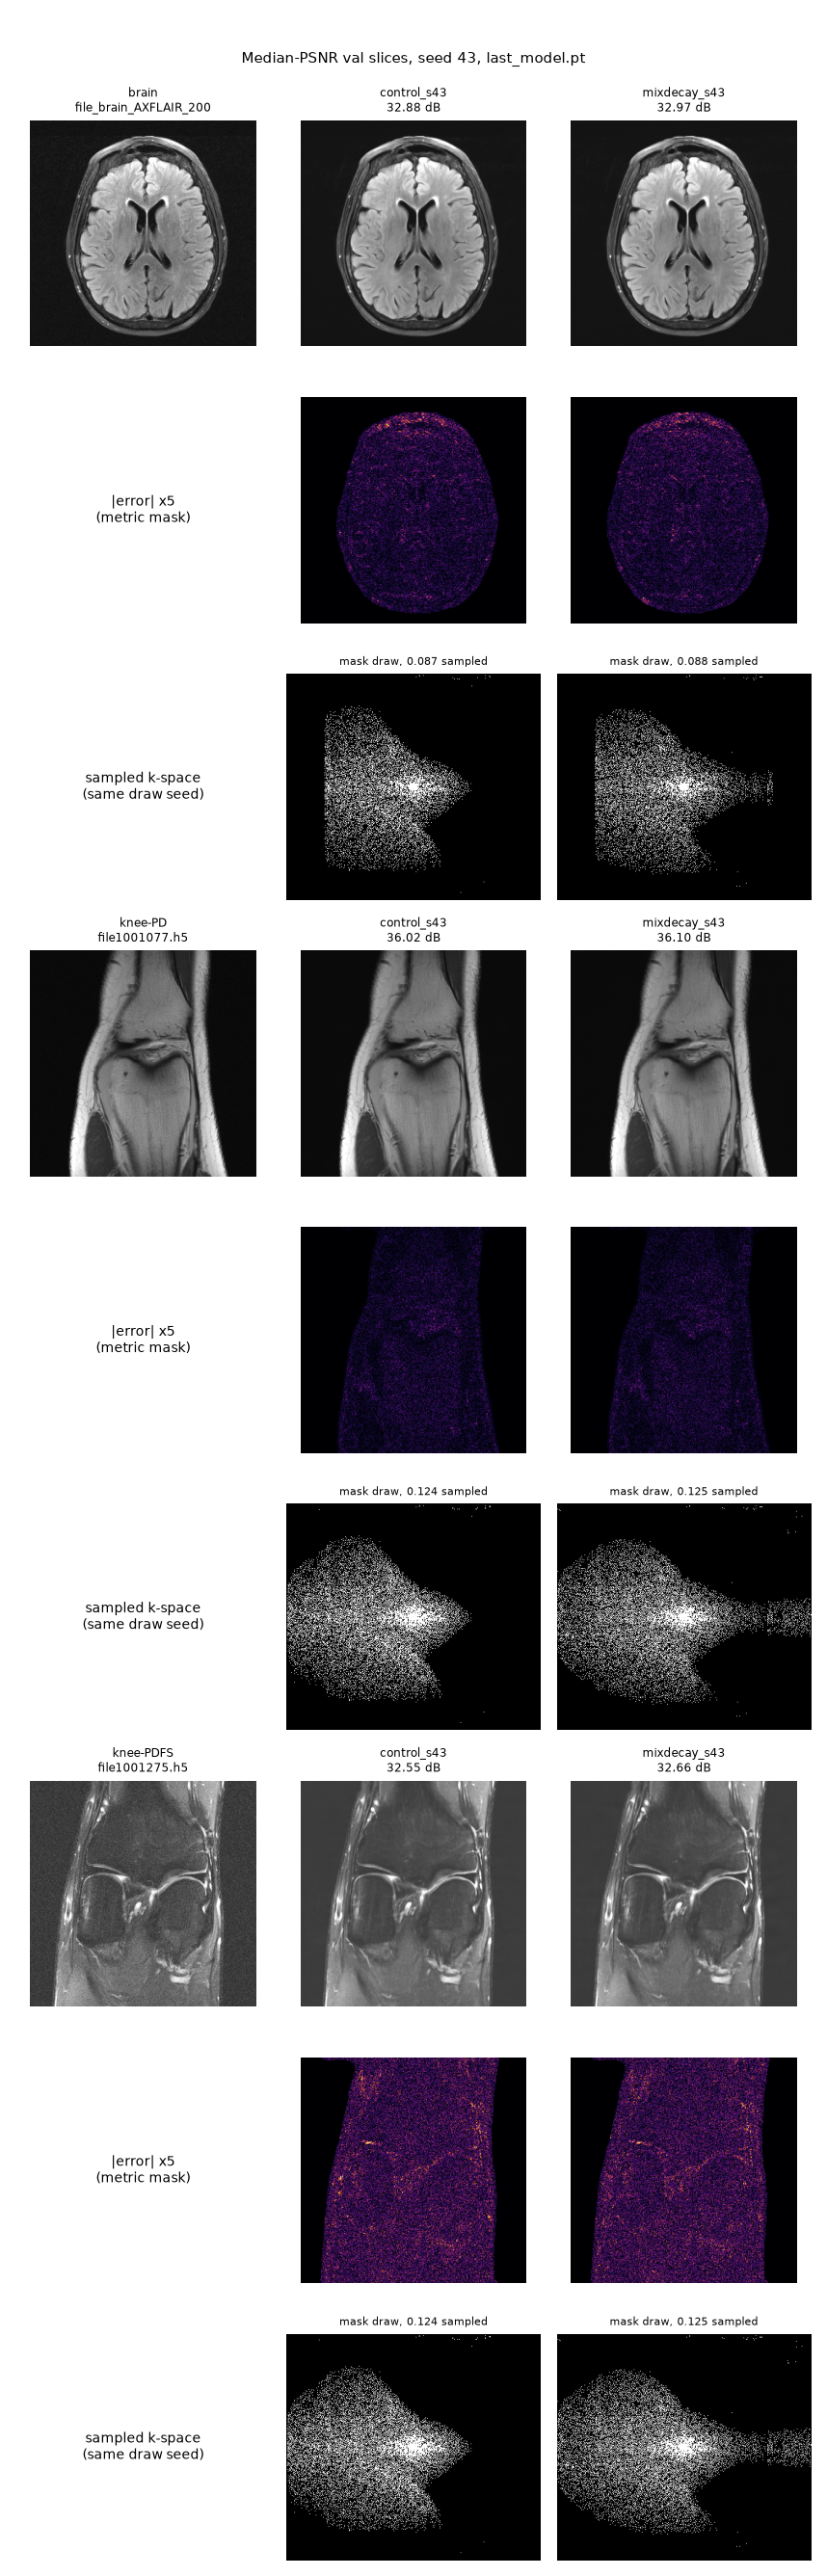 Median-PSNR val slices, seed 43, last_model.pt
brain
file_brain_AXFLAIR_200
control_s43
32.88 dB
mixdecay_s43
32.97 dB
|error| x5
(metric mask)
mask draw, 0.087 sampled
mask draw, 0.088 sampled
sampled k-space
(same draw seed)
knee-PD
file1001077.h5
control_s43
36.02 dB
mixdecay_s43
36.10 dB
|error| x5
(metric mask)
mask draw, 0.124 sampled
mask draw, 0.125 sampled
sampled k-space
(same draw seed)
knee-PDFS
file1001275.h5
control_s43
32.55 dB
mixdecay_s43
32.66 dB
|error| x5
(metric mask)
mask draw, 0.124 sampled
mask draw, 0.125 sampled
sampled k-space
(same draw seed)